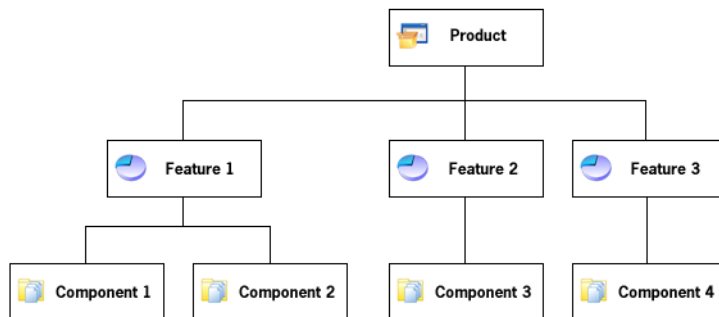 Product
Feature 1
Feature 2
Feature 3
Component 1
Component 2
Component 3
Component 4